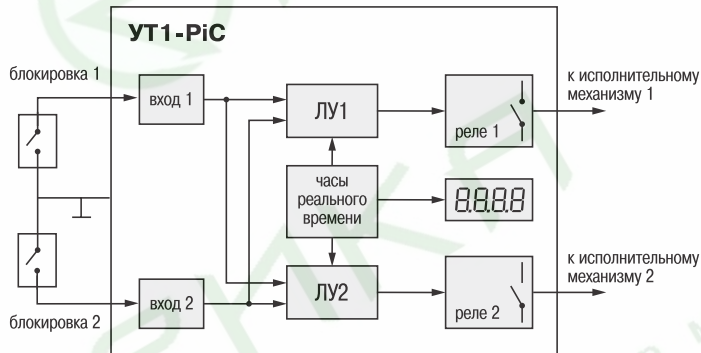 УТ1-PiC
блокировка 1
вход 1
ЛУ1
реле 1
к исполнительному
механизму 1
часы
реального
времени
8.8.8.8
к исполнительному
механизму 2
вход 2
ЛУ2
реле 2
блокировка 2